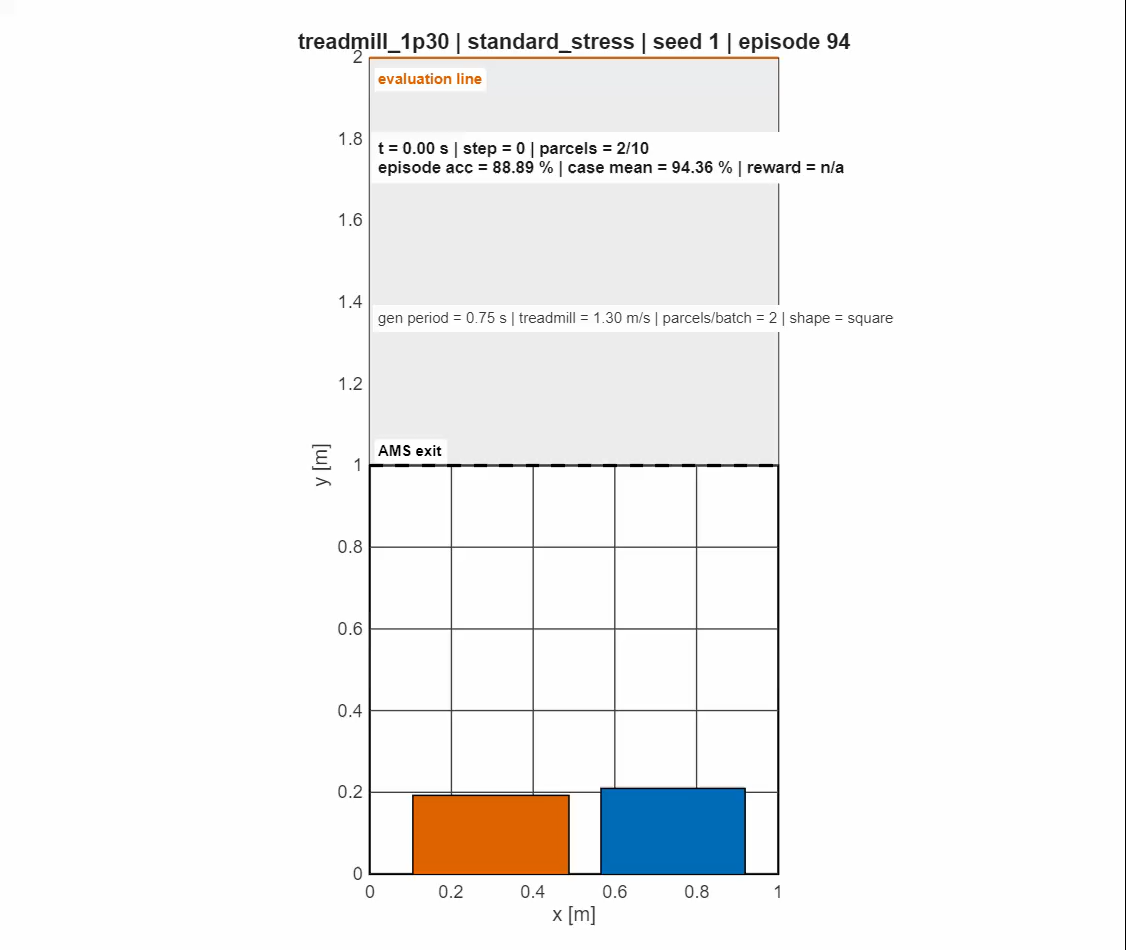 treadmill_1p30 | standard_stress | seed 1 | episode 94
2
evaluation line
1.8
t = 0.00 s | step = 0 | parcels = 2/10
episode acc = 88.89 % | case mean = 94.36 % | reward = n/a
1.6
1.4
gen period = 0.75 s | treadmill = 1.30 m/s | parcels/batch = 2 | shape = square
1.2
AMS exit
1
y [m]
0.8
0.6
0.4
0.2
0
0 0.2 0.4 0.6 0.8 1
x [m]